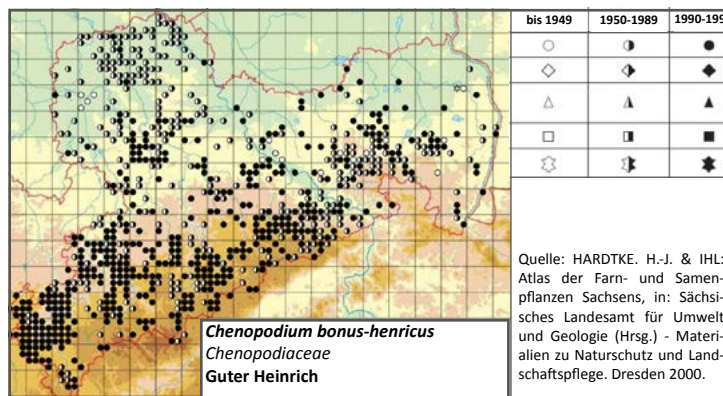 bis 1949 1950-1989 1990-199
Chenopodium bonus-henricus
Chenopodiaceae
Guter Heinrich
Quelle: HARDTKE. H.-J. & IHL:
Atlas der Farn- und Samen-
pflanzen Sachsens, in: Sächsi-
sches Landesamt für Umwelt
und Geologie (Hrsg.) - Materi-
alien zu Naturschutz und Land-
schaftspflege. Dresden 2000.